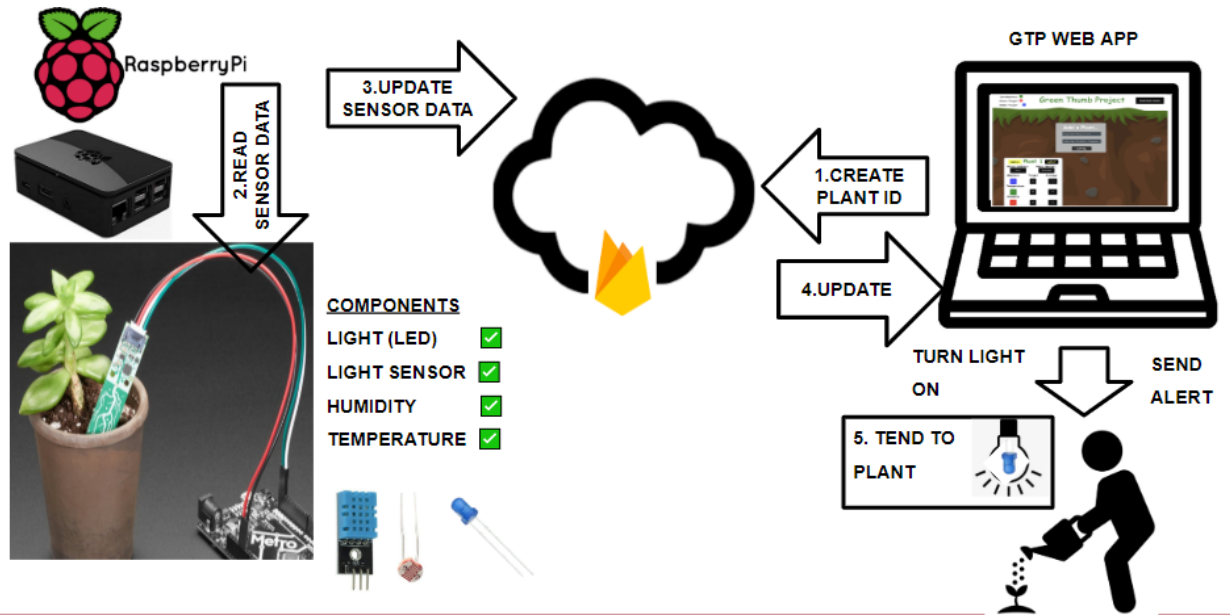 RaspberryPi
2.READ
SENSOR DATA
3.UPDATE
SENSOR DATA
GTP WEB APP
Green Thumb Project
1.CREATE
PLANT ID
4.UPDATE
COMPONENTS
LIGHT (LED)
LIGHT SENSOR
HUMIDITY
TEMPERATURE
Metro
TURN LIGHT
ON
SEND
ALERT
5. TEND TO
PLANT